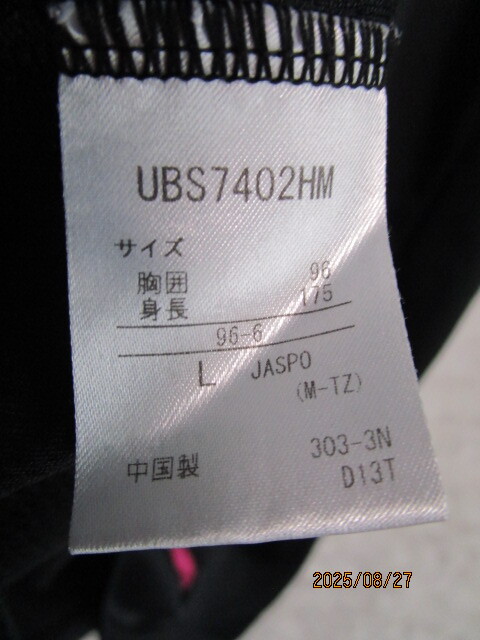 UBS7402HM
サイズ
胸囲 96
身長 175
96-6
L JASPO
(M-TZ)
303-3N
中国製 D13T
2025/08/27